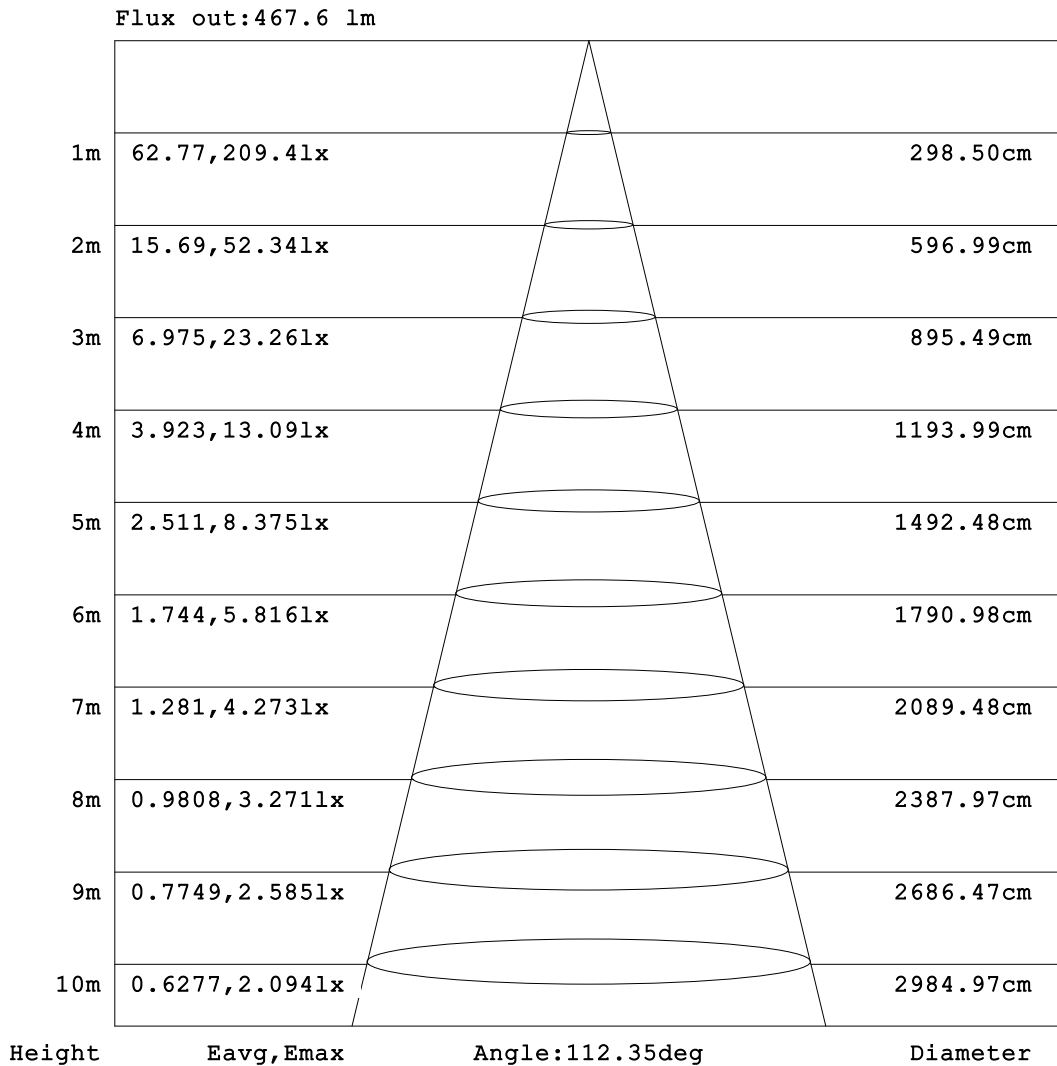 Flux out:467.6 lm
1m 62.77,209.4lx 298.50cm
2m 15.69,52.34lx 596.99cm
3m 6.975,23.26lx 895.49cm
4m 3.923,13.09lx 1193.99cm
5m 2.511,8.375lx 1492.48cm
6m 1.744,5.816lx 1790.98cm
7m 1.281,4.273lx 2089.48cm
8m 0.9808,3.271lx 2387.97cm
9m 0.7749,2.585lx 2686.47cm
10m 0.6277,2.094lx 2984.97cm
Height Eavg,Emax Angle:112.35deg Diameter